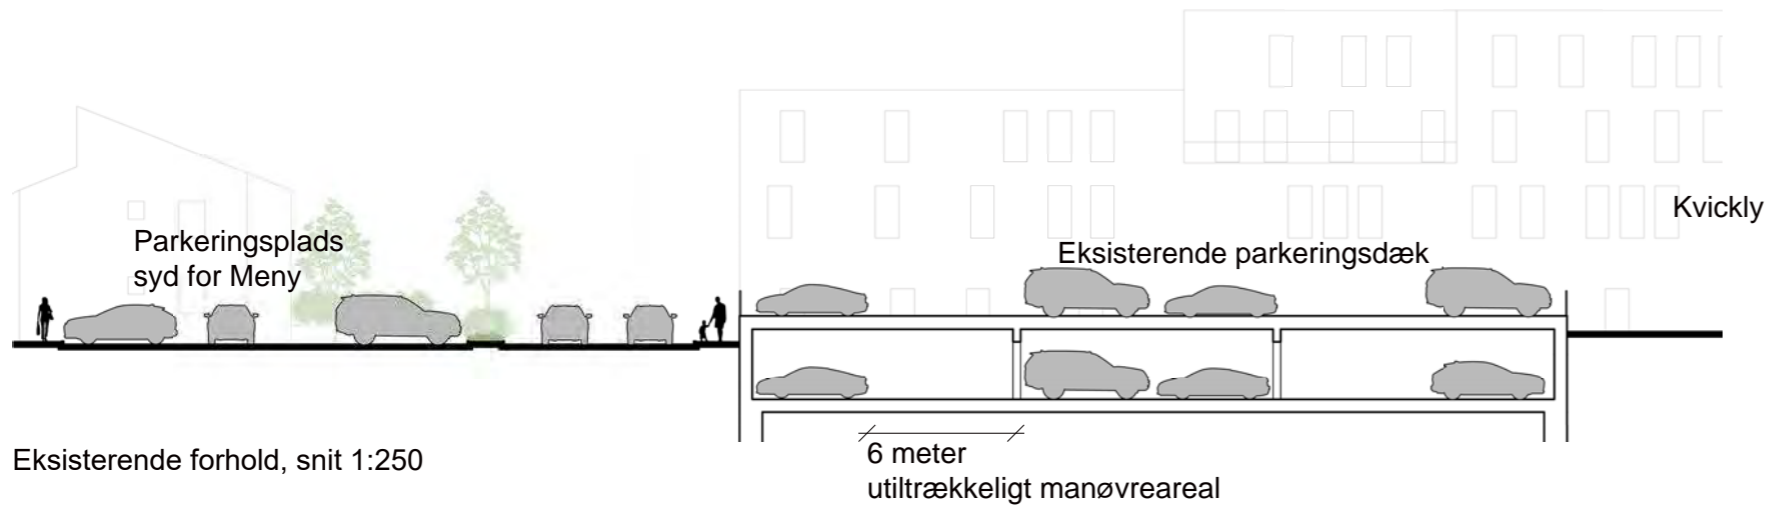 Kvickly
Parkeringsplads
syd for Meny
Eksisterende parkeringsdæk
Eksisterende forhold, snit 1:250
6 meter
utiltrækkeligt manøvreareal